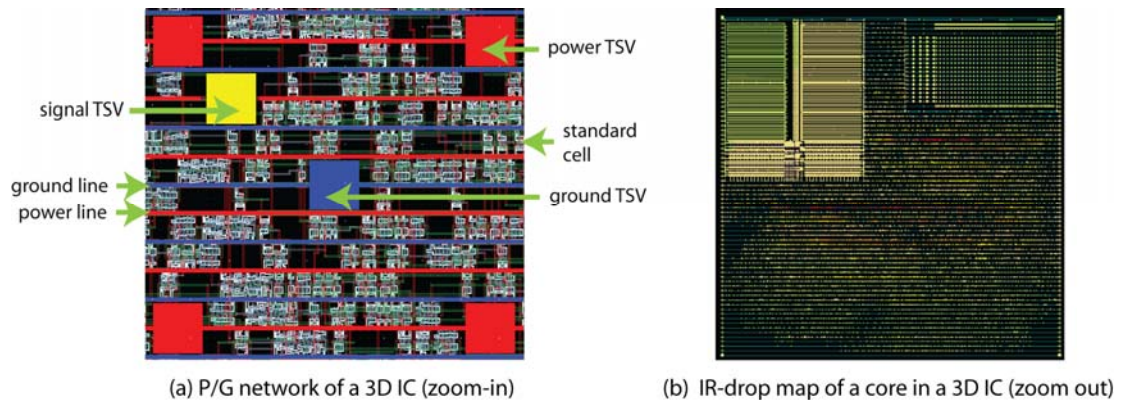 power TSV
signal TSV
standard
cell
ground line
ground TSV
power line
(a) P/G network of a 3D IC (zoom-in)
(b) IR-drop map of a core in a 3D IC (zoom out)